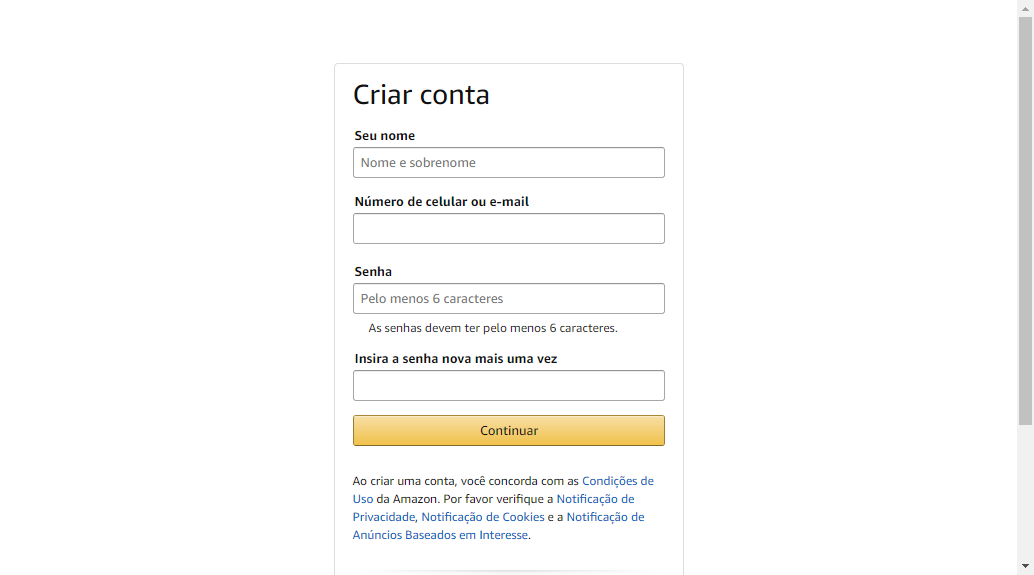 Criar conta
Seu nome
Nome e sobrenome
Número de celular ou e-mail
Senha
Pelo menos 6 caracteres
As senhas devem ter pelo menos 6 caracteres.
Insira a senha nova mais uma vez
Continuar
Ao criar uma conta, você concorda com as Condições de
Uso da Amazon. Por favor verifique a Notificação de
Privacidade, Notificação de Cookies e a Notificação de
Anúncios Baseados em Interesse.